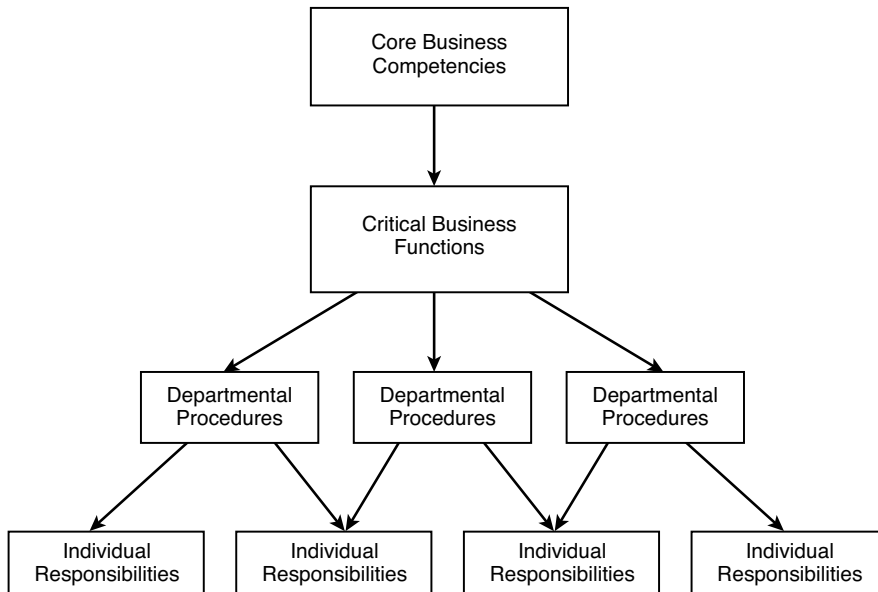 Core Business
Competencies
Critical Business
Functions
Departmental
Procedures
Departmental
Procedures
Departmental
Procedures
Individual
Responsibilities
Individual
Responsibilities
Individual
Responsibilities
Individual
Responsibilities